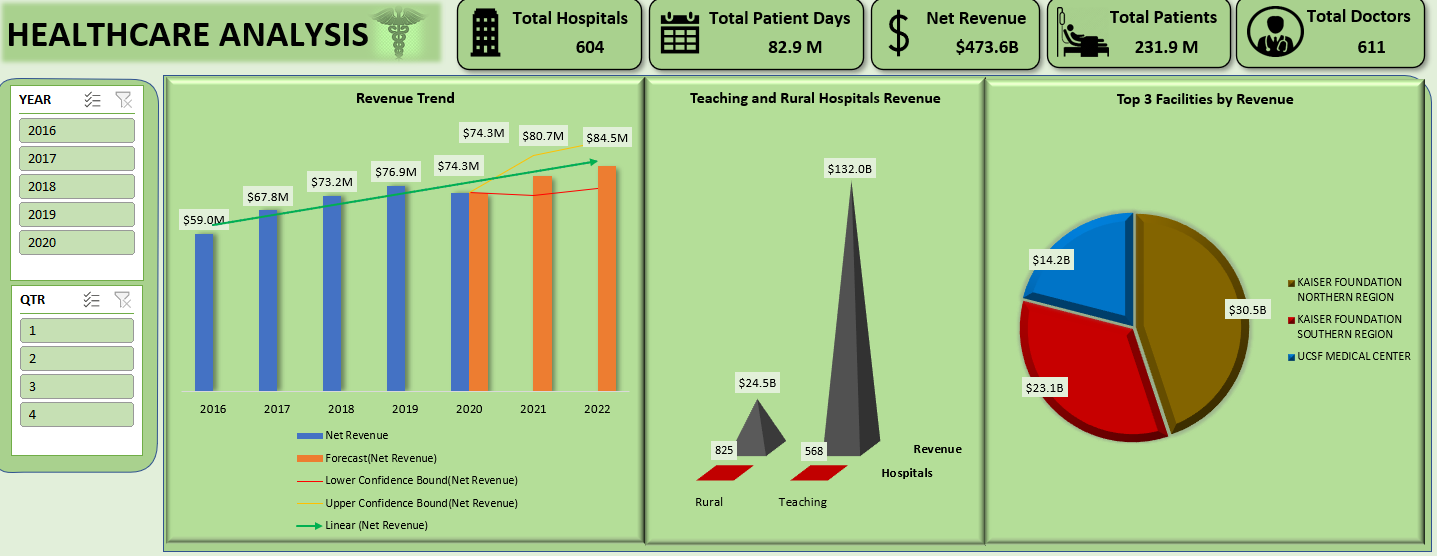 HEALTHCARE ANALYSIS
Total Hospitals
604
Total Patient Days
82.9 M
Net Revenue
$473.6B
Total Patients
231.9 M
Total Doctors
611
YEAR
2016
2017
2018
2019
2020
QTR
1
2
3
4
Revenue Trend
$59.0M
$67.8M
$73.2M
$76.9M
$74.3M
$74.3M
$80.7M
$84.5M
2016
2017
2018
2019
2020
2021
2022
Net Revenue
Forecast(Net Revenue)
Lower Confidence Bound(Net Revenue)
Upper Confidence Bound(Net Revenue)
Linear (Net Revenue)
Teaching and Rural Hospitals Revenue
$132.0B
$24.5B
825
568
Revenue
Hospitals
Rural
Teaching
Top 3 Facilities by Revenue
$14.2B
$30.5B
$23.1B
KAISER FOUNDATION
NORTHERN REGION
KAISER FOUNDATION
SOUTHERN REGION
UCSF MEDICAL CENTER